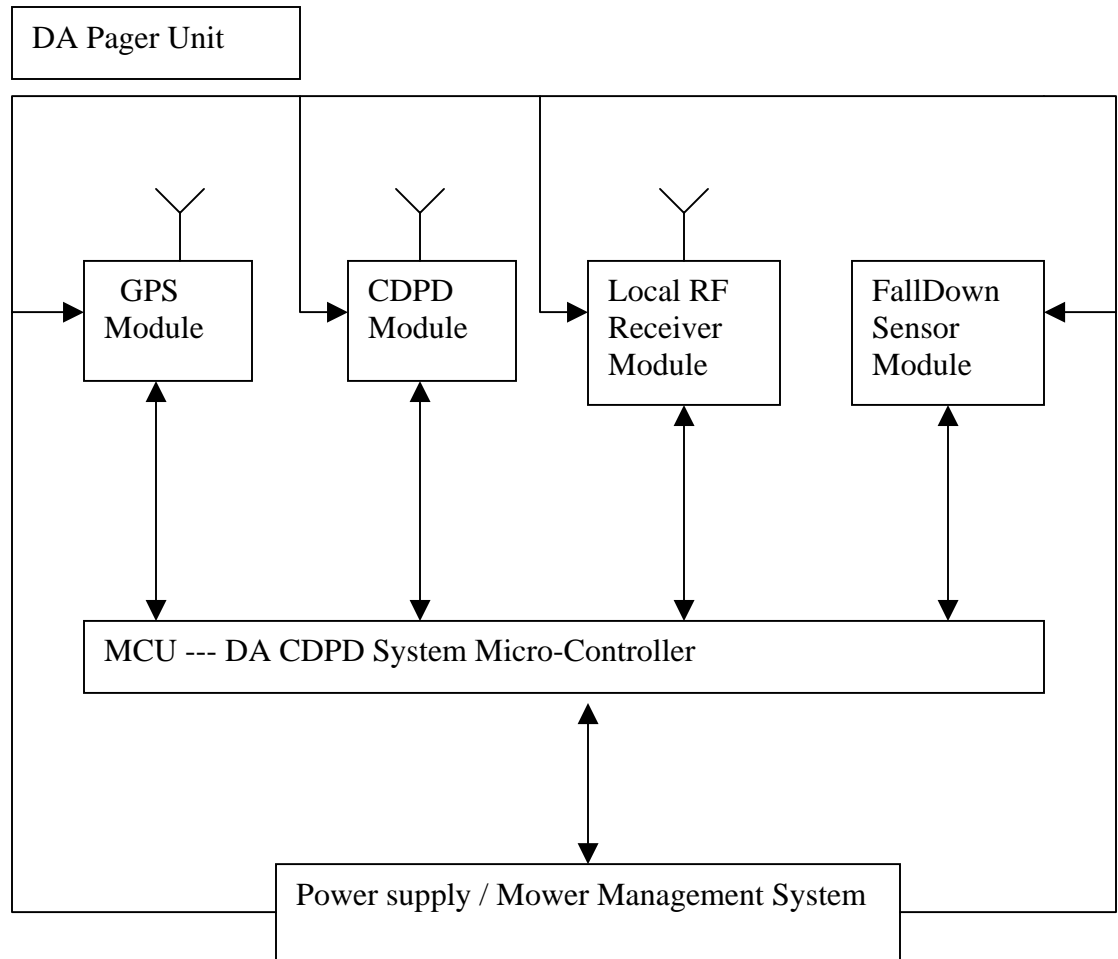 DA Pager Unit
GPS
Module
CDPD
Module
Local RF
Receiver
Module
FallDown
Sensor
Module
MCU --- DA CDPD System Micro-Controller
Power supply / Mower Management System